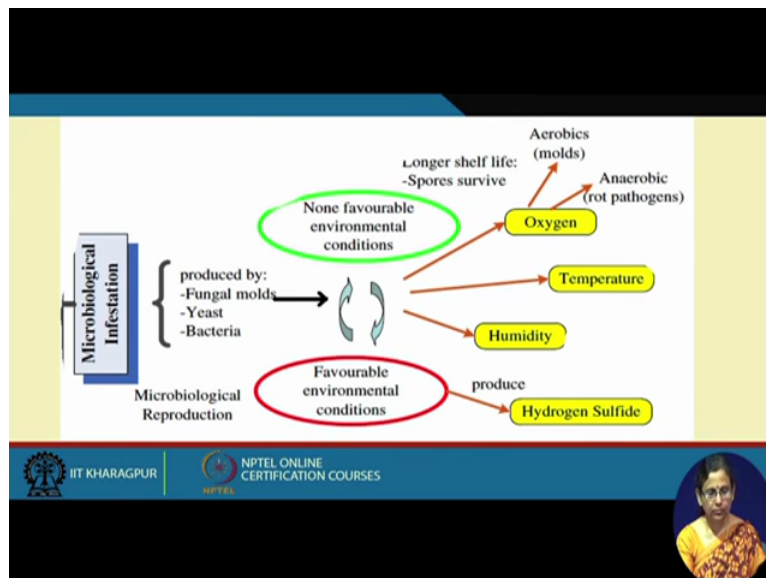 Aerobics
(molds)
Longer shelf life:
-Spores survive
Anaerobic
(rot pathogens)
None favourable
environmental
conditions
Oxygen
Microbiological
Infestation
produced by:
-Fungal molds
-Yeast
-Bacteria
Temperature
Humidity
Microbiological
Reproduction
Favourable
environmental
conditions
produce
Hydrogen Sulfide
IIT KHARAGPUR
NPTEL
NPTEL ONLINE
CERTIFICATION COURSES